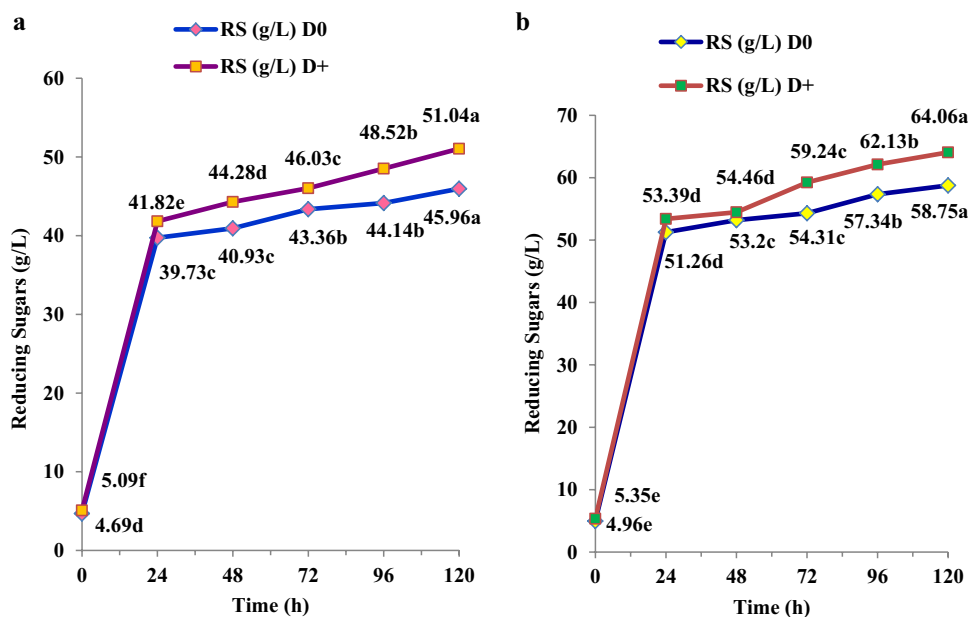 a
RS (g/L) D0
RS (g/L) D+
60
50
40
30
20
10
0
Reducing Sugars (g/L)
51.04a
48.52b
46.03c
44.28d
41.82e
45.96a
44.14b
43.36b
40.93c
39.73c
5.09f
4.69d
0 24 48 72 96 120
Time (h)
b
RS (g/L) D0
RS (g/L) D+
70
60
50
40
30
20
10
0
Reducing Sugars (g/L)
64.06a
62.13b
59.24c
54.46d
53.39d
58.75a
57.34b
54.31c
53.2c
51.26d
5.35e
4.96e
0 24 48 72 96 120
Time (h)